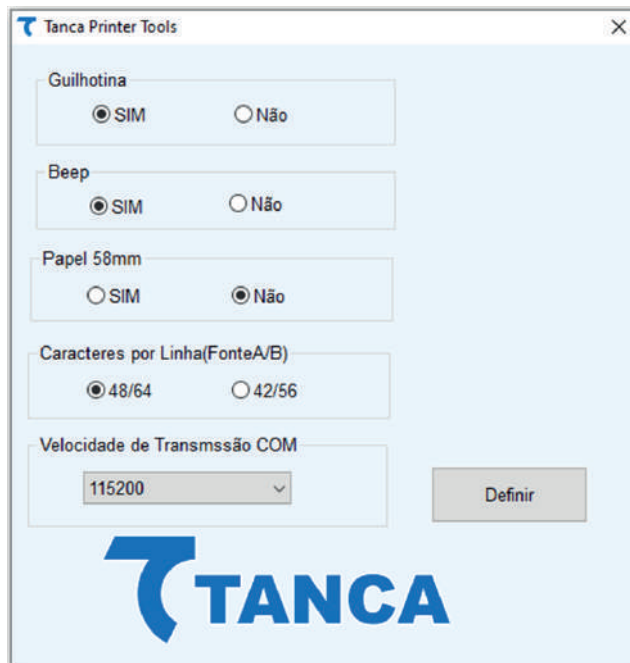 Tanca Printer Tools
Guilhotina
SIM Não
Beep
SIM Não
Papel 58mm
SIM Não
Caracteres por Linha(FonteA/B)
48/64 42/56
Velocidade de Transmssão COM
115200
Definir
TANCA